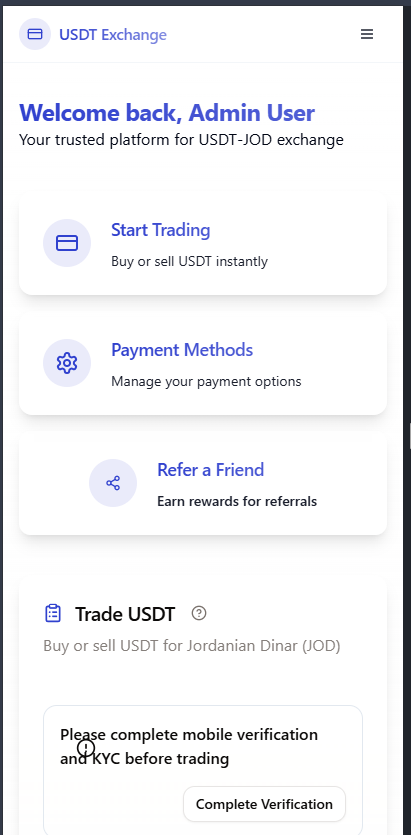 USDT Exchange
Welcome back, Admin User
Your trusted platform for USDT-JOD exchange
Start Trading
Buy or sell USDT instantly
Payment Methods
Manage your payment options
Refer a Friend
Earn rewards for referrals
Trade USDT
Buy or sell USDT for Jordanian Dinar (JOD)
Please complete mobile verification
and KYC before trading
Complete Verification